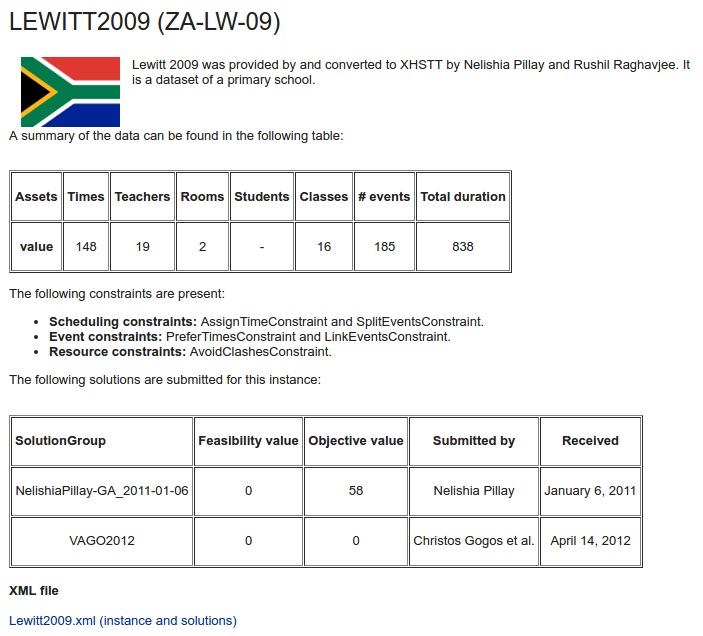 LEWITT2009 (ZA-LW-09)
Lewitt 2009 was provided by and converted to XHSTT by Nelishia Pillay and Rushil Raghavjee. It
is a dataset of a primary school.
A summary of the data can be found in the following table:
Assets Times Teachers Rooms Students Classes # events Total duration
value 148 19 2 - 16 185 838
The following constraints are present:
• Scheduling constraints: AssignTimeConstraint and SplitEventsConstraint.
• Event constraints: PreferTimesConstraint and LinkEventsConstraint.
• Resource constraints: AvoidClashesConstraint.
The following solutions are submitted for this instance:
SolutionGroup Feasibility value Objective value Submitted by Received
NelishiaPillay-GA_2011-01-06 0 58 Nelishia Pillay January 6, 2011
VAGO2012 0 0 Christos Gogos et al. April 14, 2012
XML file
Lewitt2009.xml (instance and solutions)